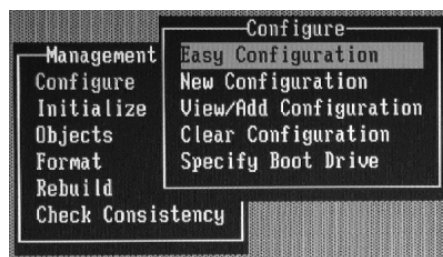 Configure
Easy Configuration
New Configuration
View/Add Configuration
Clear Configuration
Specify Boot Drive
Management
Configure
Initialize
Objects
Format
Rebuild
Check Consistency